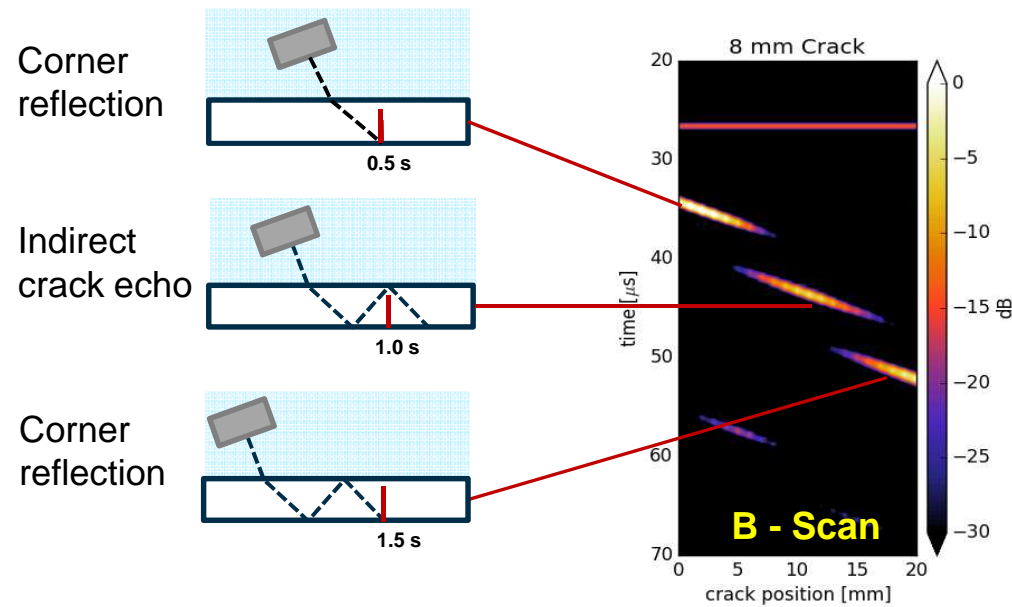 Corner
reflection
0.5 s
Indirect
crack echo
1.0 s
Corner
reflection
1.5 s
8 mm Crack
20
30
40
50
60
70
time [µs]
0
5
10
15
20
crack position [mm]
B - Scan
0
−5
−10
−15
−20
−25
−30
dB